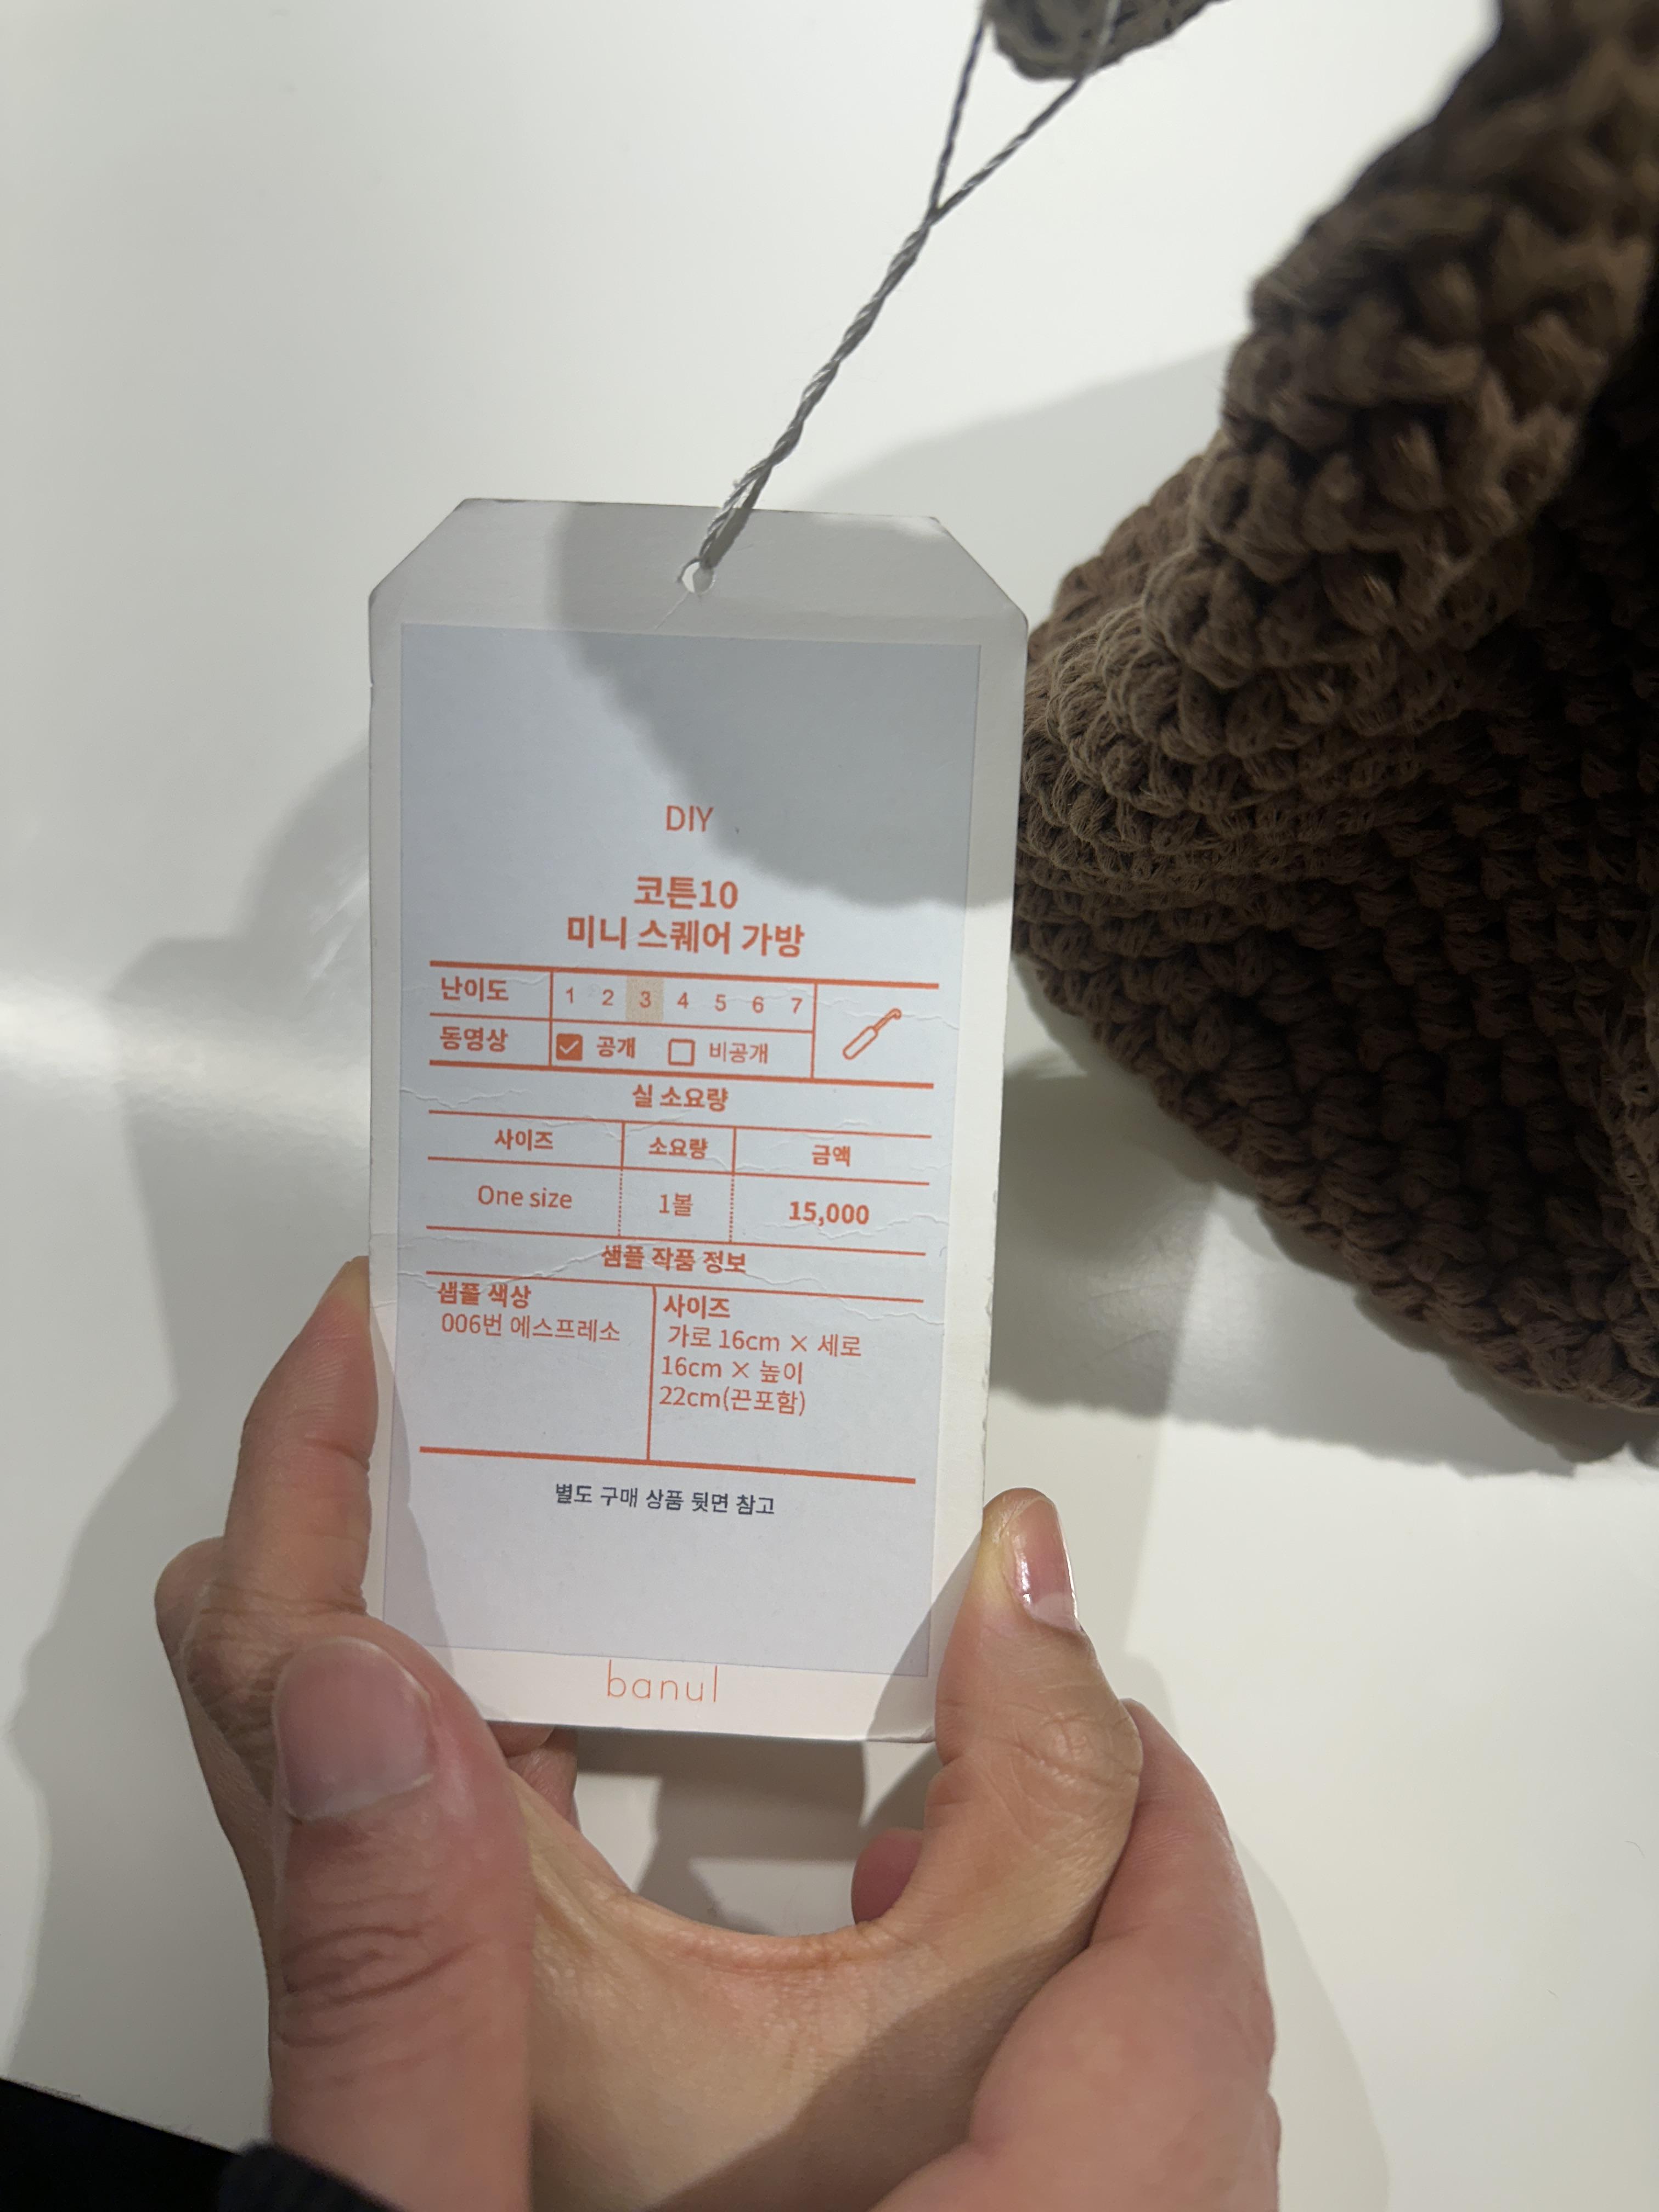 DIY
코튼10
미니 스퀘어 가방
난이도 1 2 3 4 5 6 7
동영상 공개 비공개
실 소요량
사이즈 소요량 금액
One size 1볼 15,000
샘플 작품 정보
샘플 색상
006번 에스프레소
사이즈
가로 16cm × 세로
16cm × 높이
22cm(끈포함)
별도 구매 상품 뒷면 참고
banul